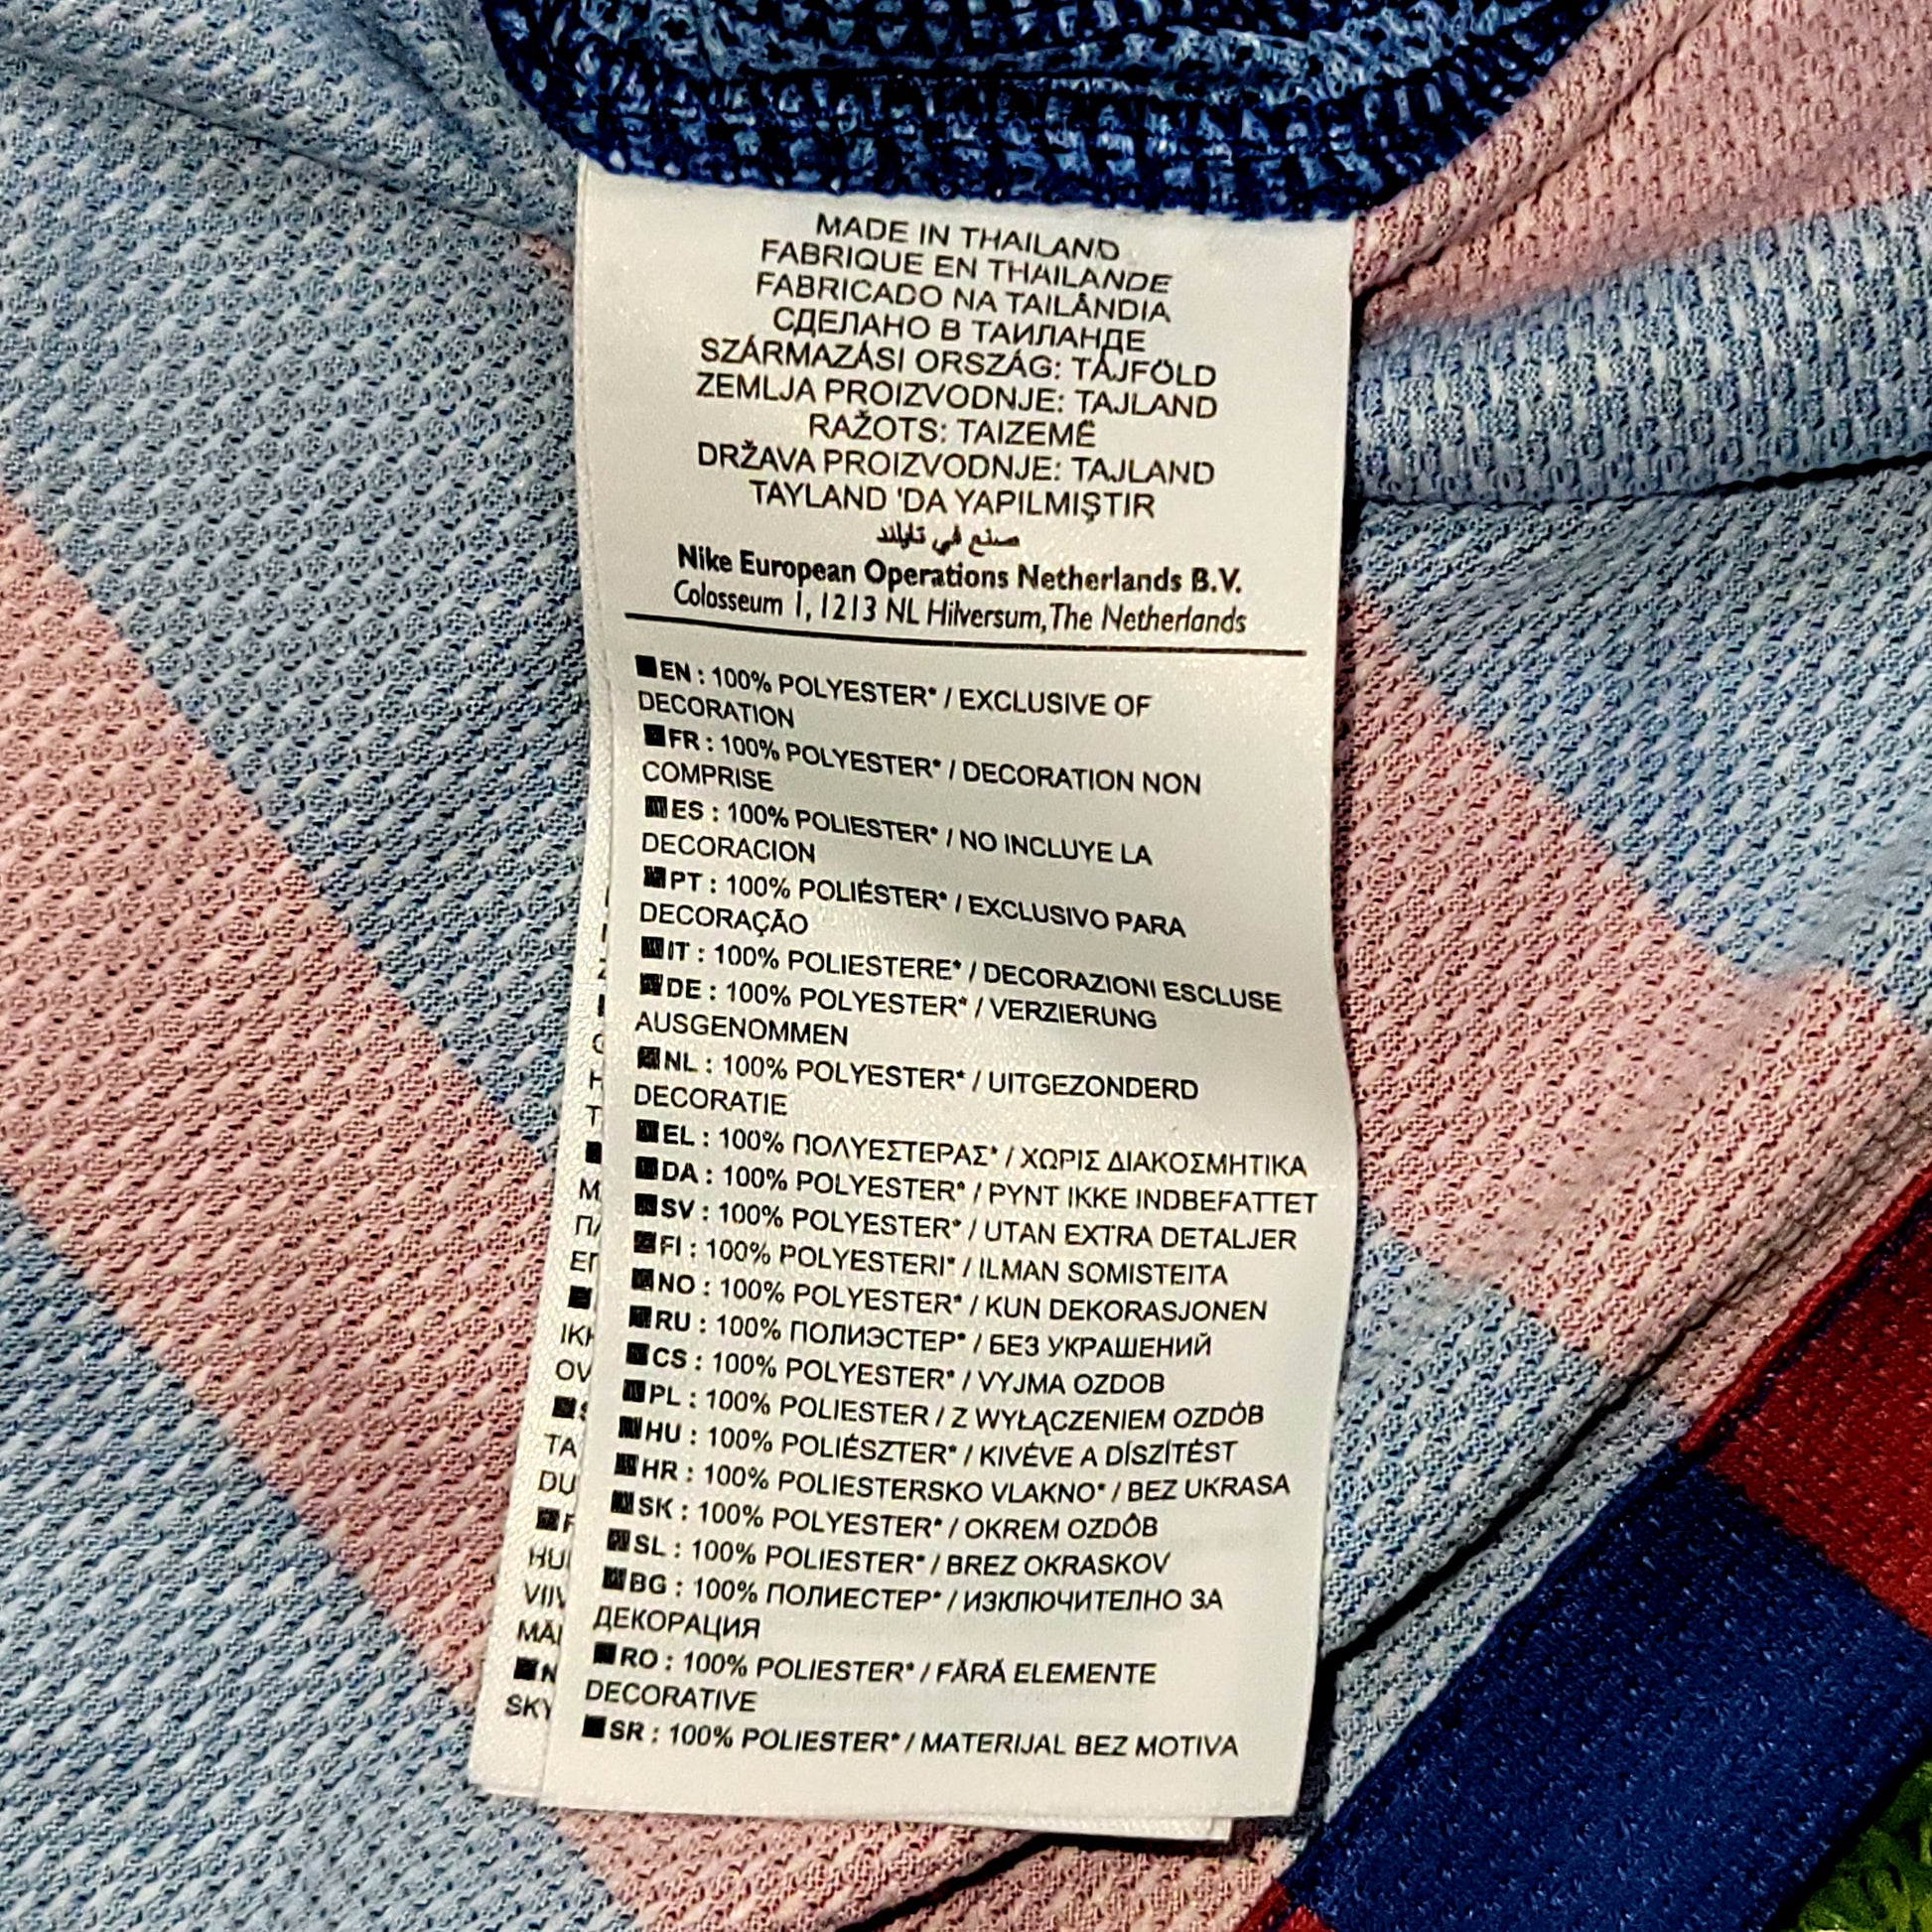 MADE IN THAILAND
FABRIQUE EN THAILANDE
FABRICADO NA TAILÂNDIA
СДЕЛАНО В ТАИЛАНДЕ
SZÁRMAZÁSI ORSZÁG: TÁJFÖLD
ZEMLJA PROIZVODNJE: TAJLAND
RAŽOTS: TAIZEMĒ
DRŽAVA PROIZVODNJE: TAJLAND
TAYLAND 'DA YAPILMIŞTIR
صنع في تايلند
Nike European Operations Netherlands B.V.
Colosseum 1, 1213 NL Hilversum, The Netherlands
EN : 100% POLYESTER* / EXCLUSIVE OF
DECORATION
FR : 100% POLYESTER* / DECORATION NON
COMPRISE
ES : 100% POLIESTER* / NO INCLUYE LA
DECORACION
PT : 100% POLIÉSTER* / EXCLUSIVO PARA
DECORAÇÃO
IT : 100% POLIESTERE* / DECORAZIONI ESCLUSE
DE : 100% POLYESTER* / VERZIERUNG
AUSGENOMMEN
NL : 100% POLYESTER* / UITGEZONDERD
DECORATIE
EL : 100% ΠΟΛΥΕΣΤΕΡΑΣ* / ΧΩΡΙΣ ΔΙΑΚΟΣΜΗΤΙΚΑ
DA : 100% POLYESTER* / PYNT IKKE INDBEFATTET
SV : 100% POLYESTER* / UTAN EXTRA DETALJER
FI : 100% POLYESTERI* / ILMAN SOMISTEITA
NO : 100% POLYESTER* / KUN DEKORASJONEN
RU : 100% ПОЛИЭСТЕР* / БЕЗ УКРАШЕНИЙ
CS : 100% POLYESTER* / VYJMA OZDOB
PL : 100% POLIESTER / Z WYŁĄCZENIEM OZDÓB
HU : 100% POLIÉSZTER* / KIVÉVE A DÍSZÍTÉST
HR : 100% POLIESTERSKO VLAKNO* / BEZ UKRASA
SK : 100% POLYESTER* / OKREM OZDÔB
SL : 100% POLIESTER* / BREZ OKRASKOV
BG : 100% ПОЛИЕСТЕР* / ИЗКЛЮЧИТЕЛНО ЗА
ДЕКОРАЦИЯ
RO : 100% POLIESTER* / FĂRĂ ELEMENTE
DECORATIVE
SR : 100% POLIESTER* / MATERIJAL BEZ MOTIVA